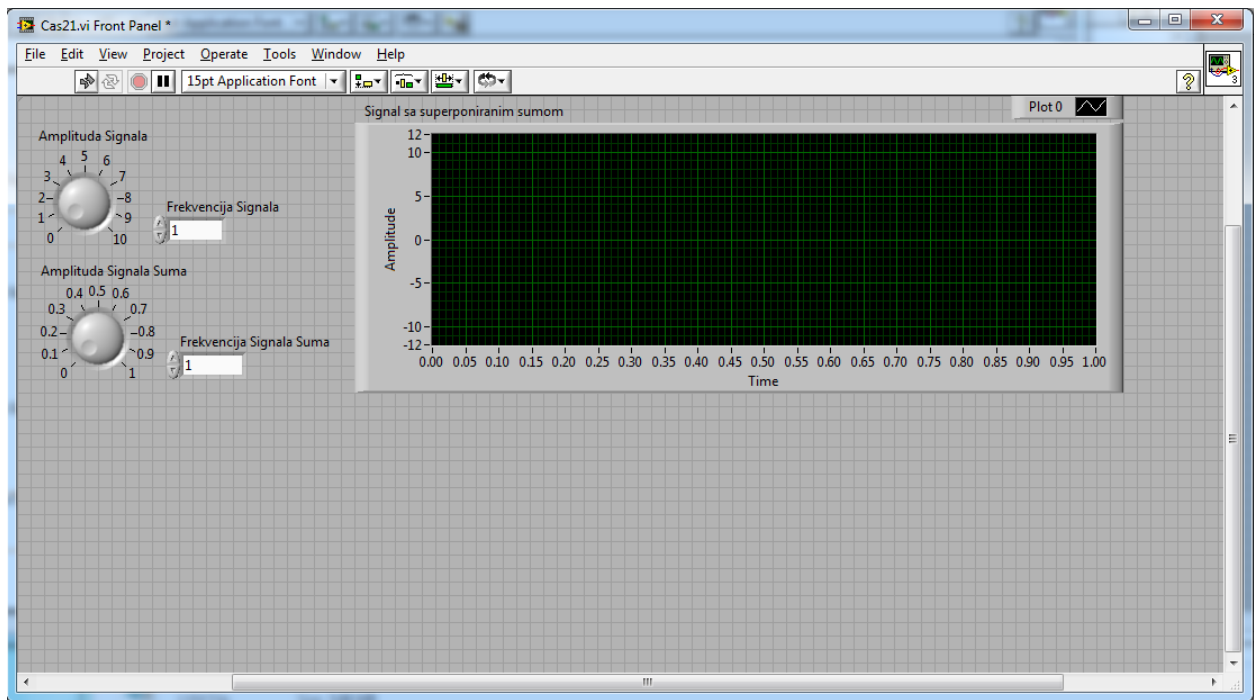 Cas21.vi Front Panel *
File Edit View Project Operate Tools Window Help
15pt Application Font
3
Signal sa superponiranim sumom
Plot 0
Amplituda Signala
0 1 2 3 4 5 6 7 8 9 10
Frekvencija Signala
1
Amplituda Signala Suma
0 0.1 0.2 0.3 0.4 0.5 0.6 0.7 0.8 0.9 1
Frekvencija Signala Suma
1
Amplitude
12
10
5
0
-5
-10
-12
0.00 0.05 0.10 0.15 0.20 0.25 0.30 0.35 0.40 0.45 0.50 0.55 0.60 0.65 0.70 0.75 0.80 0.85 0.90 0.95 1.00
Time